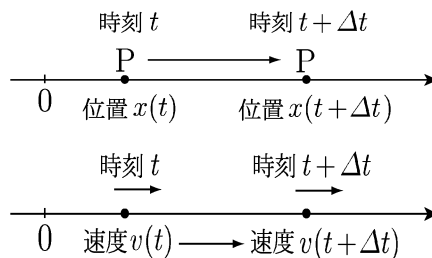 時刻 t 時刻 t + Δt
P P
0 位置 x(t) 位置 x(t+Δt)
時刻 t 時刻 t + Δt
0 速度 v(t) 速度 v(t+Δt)